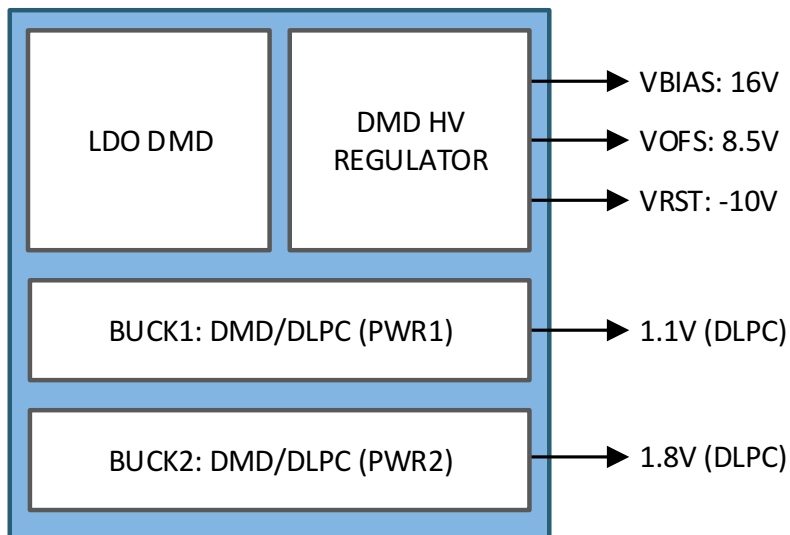 LDO DMD
DMD HV
REGULATOR
VBIAS: 16V
VOFS: 8.5V
VRST: -10V
BUCK1: DMD/DLPC (PWR1)
1.1V (DLPC)
BUCK2: DMD/DLPC (PWR2)
1.8V (DLPC)